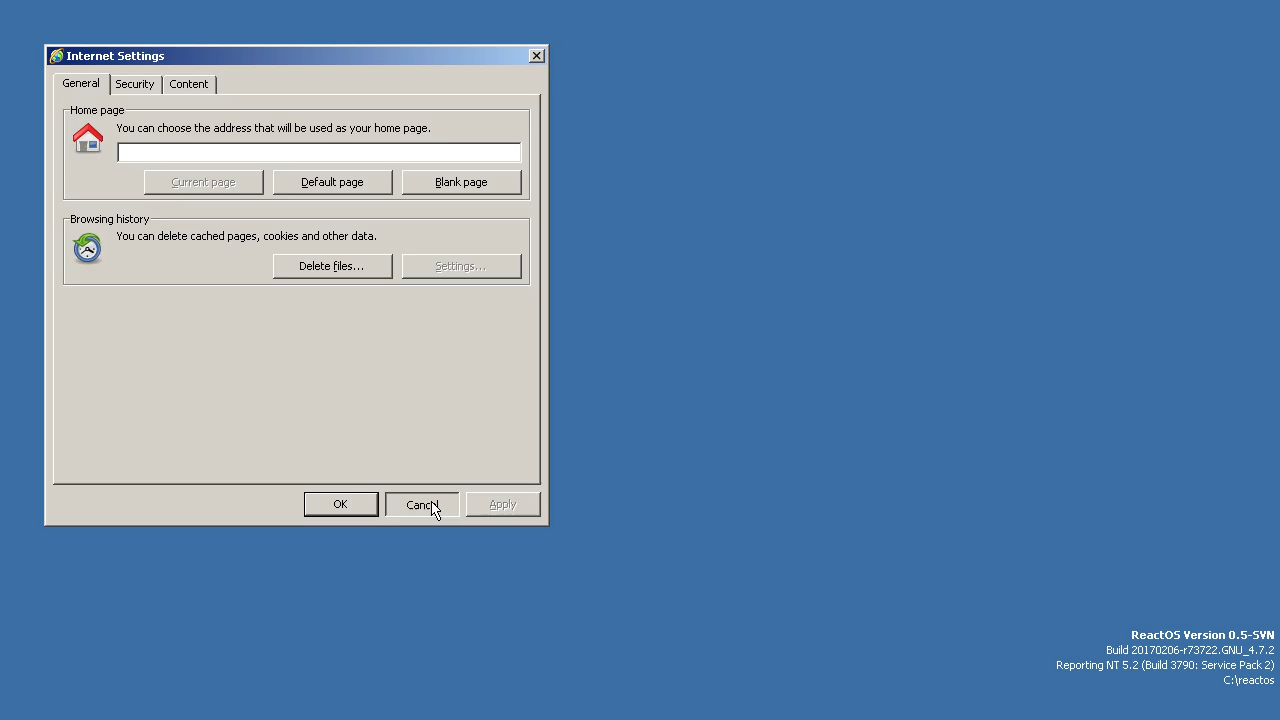 Internet Settings
General
Security
Content
Home page
You can choose the address that will be used as your home page.
Current page
Default page
Blank page
Browsing history
You can delete cached pages, cookies and other data.
Delete files...
Settings...
OK
Cancel
Apply
ReactOS Version 0.5-SVN
Build 20170206-r73722.GNU_4.7.2
Reporting NT 5.2 (Build 3790: Service Pack 2)
C:\reactos